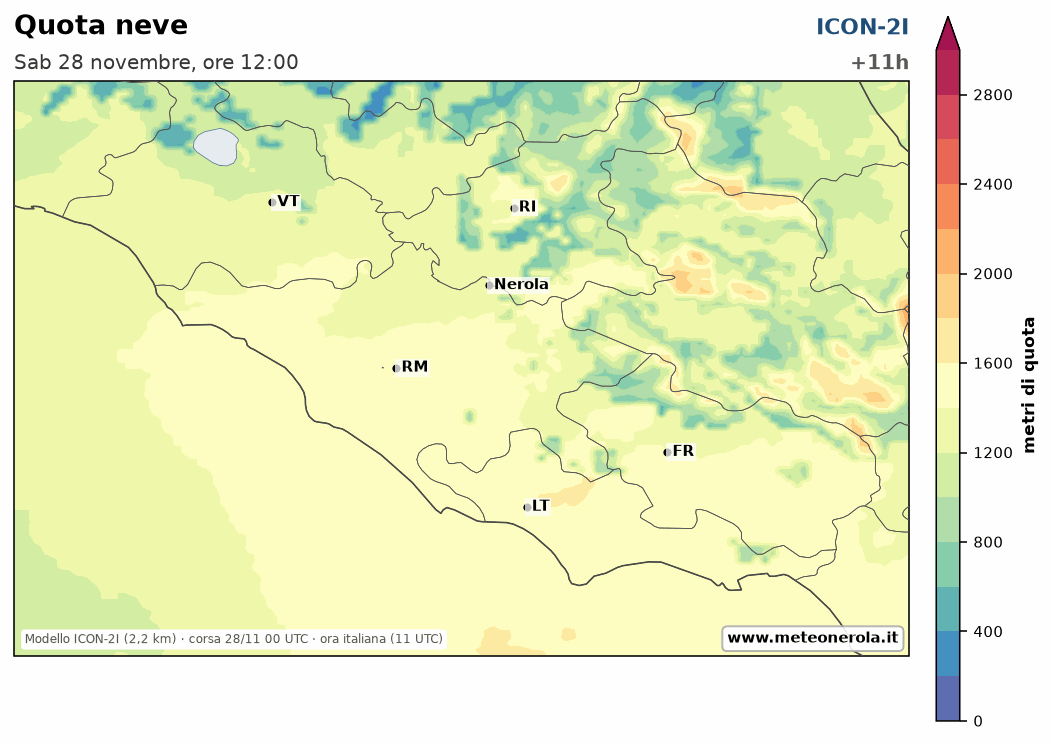 Quota neve
ICON-2I
Sab 28 novembre, ore 12:00
+11h
VT
RI
Nerola
RM
FR
LT
Modello ICON-2I (2,2 km) · corsa 28/11 00 UTC · ora italiana (11 UTC)
www.meteonerola.it
2800
2400
2000
1600
1200
800
400
0
metri di quota